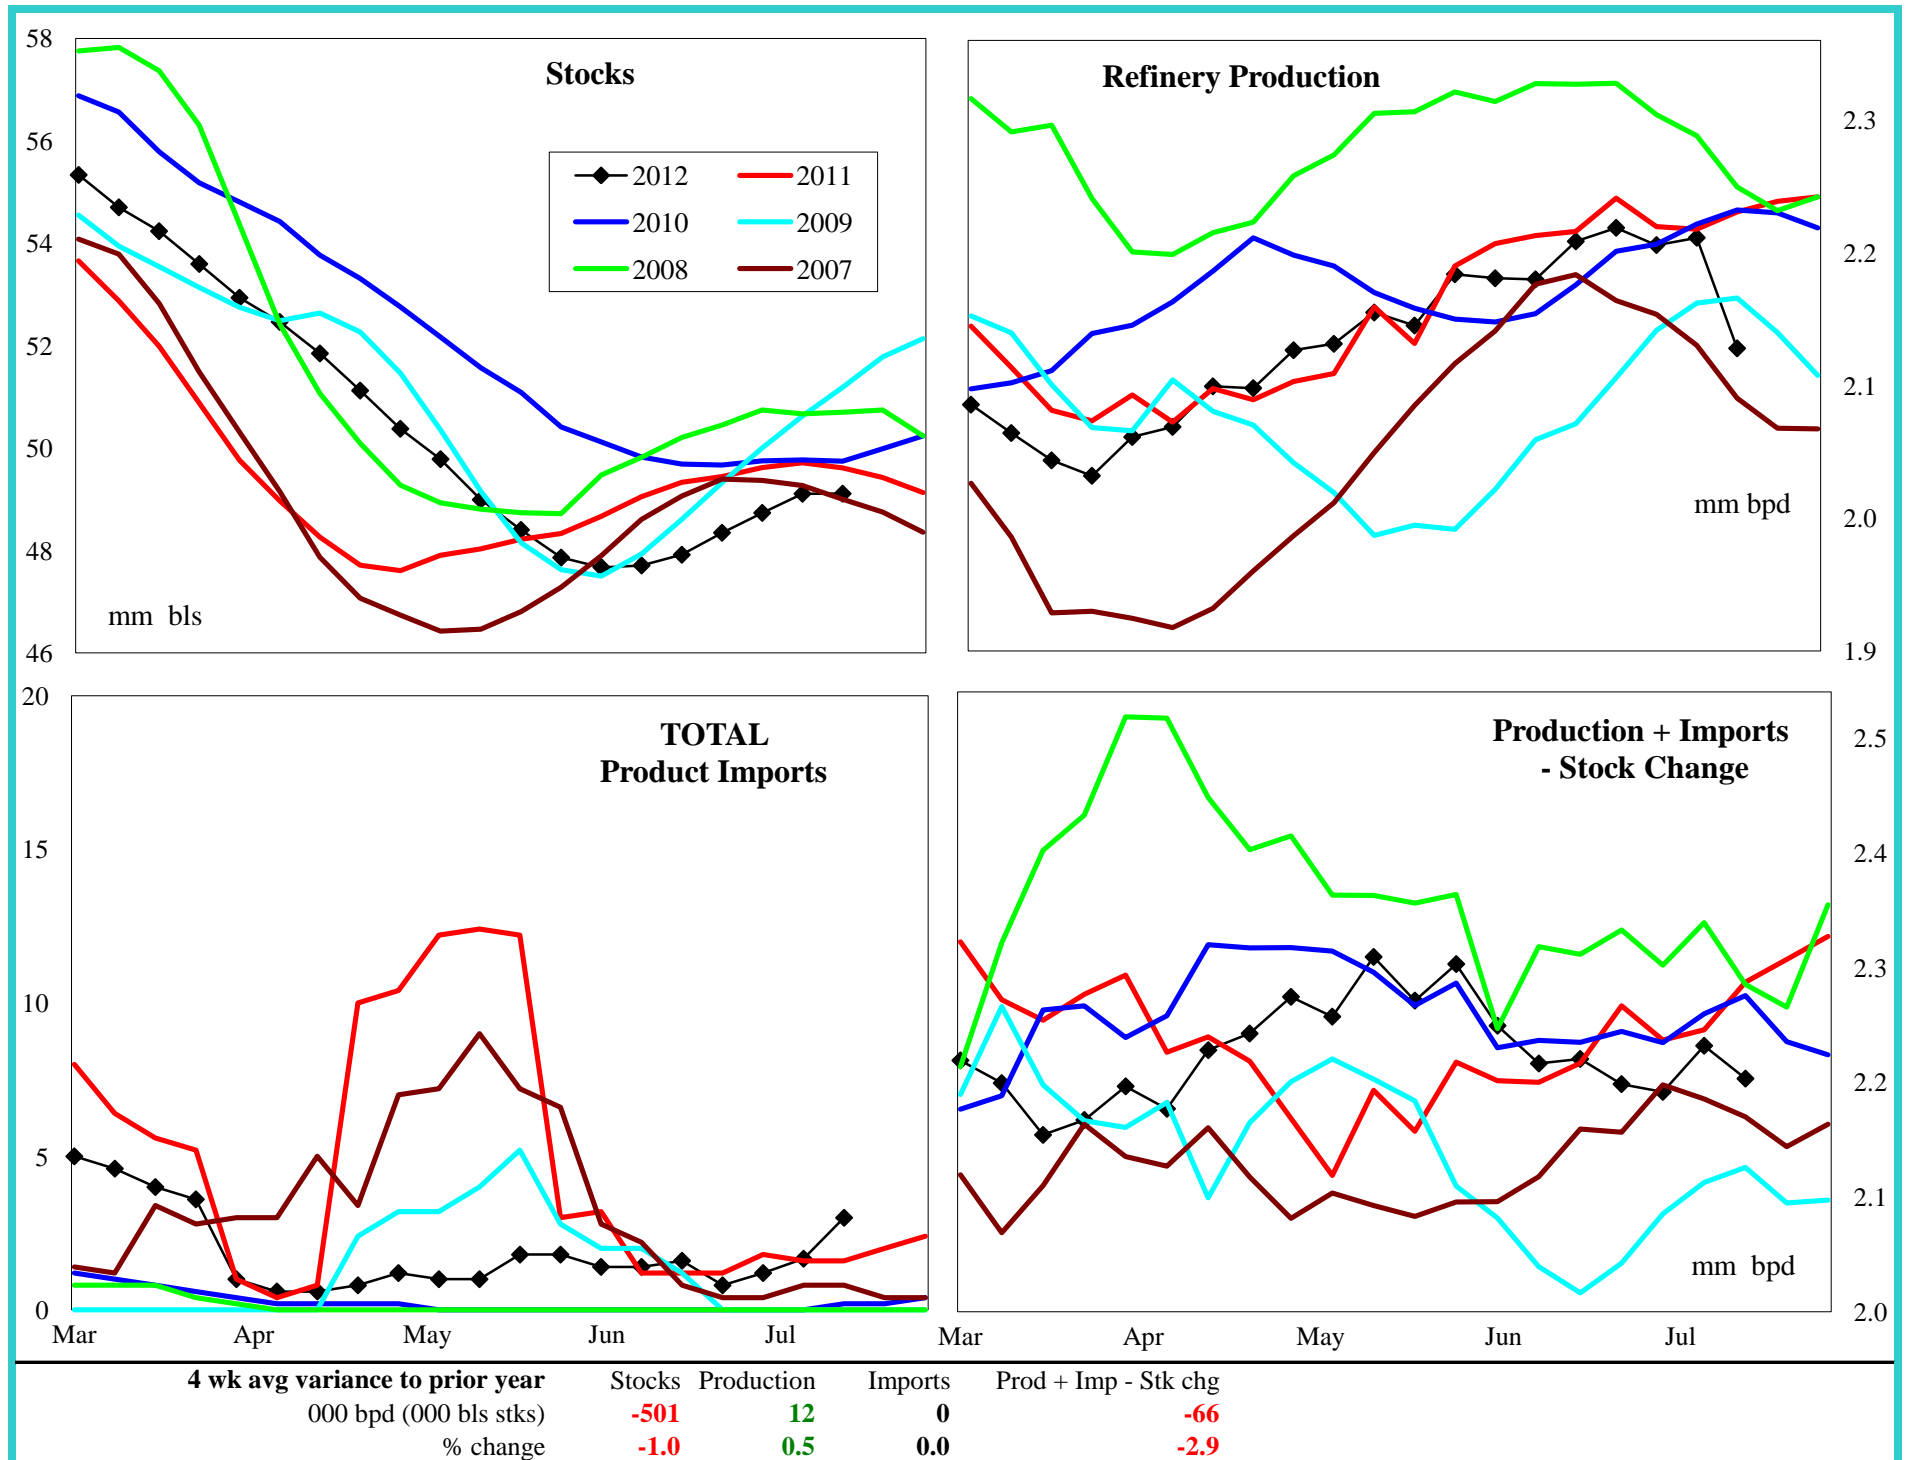 Stocks
58
56
54
52
50
48
46
2012
2011
2010
2009
2008
2007
mm  bls
Refinery Production
2.3
2.2
2.1
2.0
1.9
mm bpd
TOTAL
Product Imports
20
15
10
5
0
Mar Apr May Jun Jul
Production + Imports
- Stock Change
2.5
2.4
2.3
2.2
2.1
2.0
mm  bpd
Mar Apr May Jun Jul
4 wk avg variance to prior year Stocks Production Imports Prod + Imp - Stk chg
000 bpd (000 bls stks) -501 12 0 -66
% change -1.0 0.5 0.0 -2.9